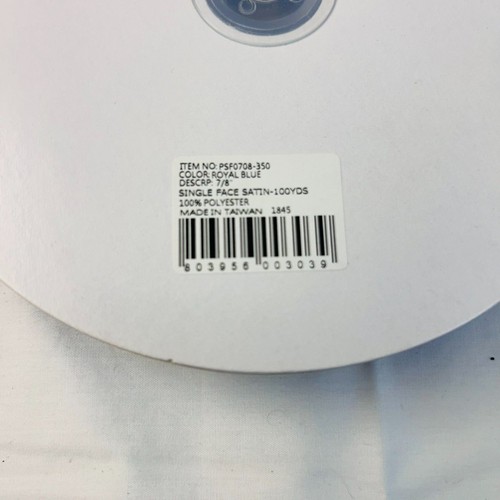 ITEM NO: PSF0708-350
COLOR: ROYAL BLUE
DESCRP: 7/8"
SINGLE FACE SATIN-100YDS
100% POLYESTER
MADE IN TAIWAN 1845
803956 003039